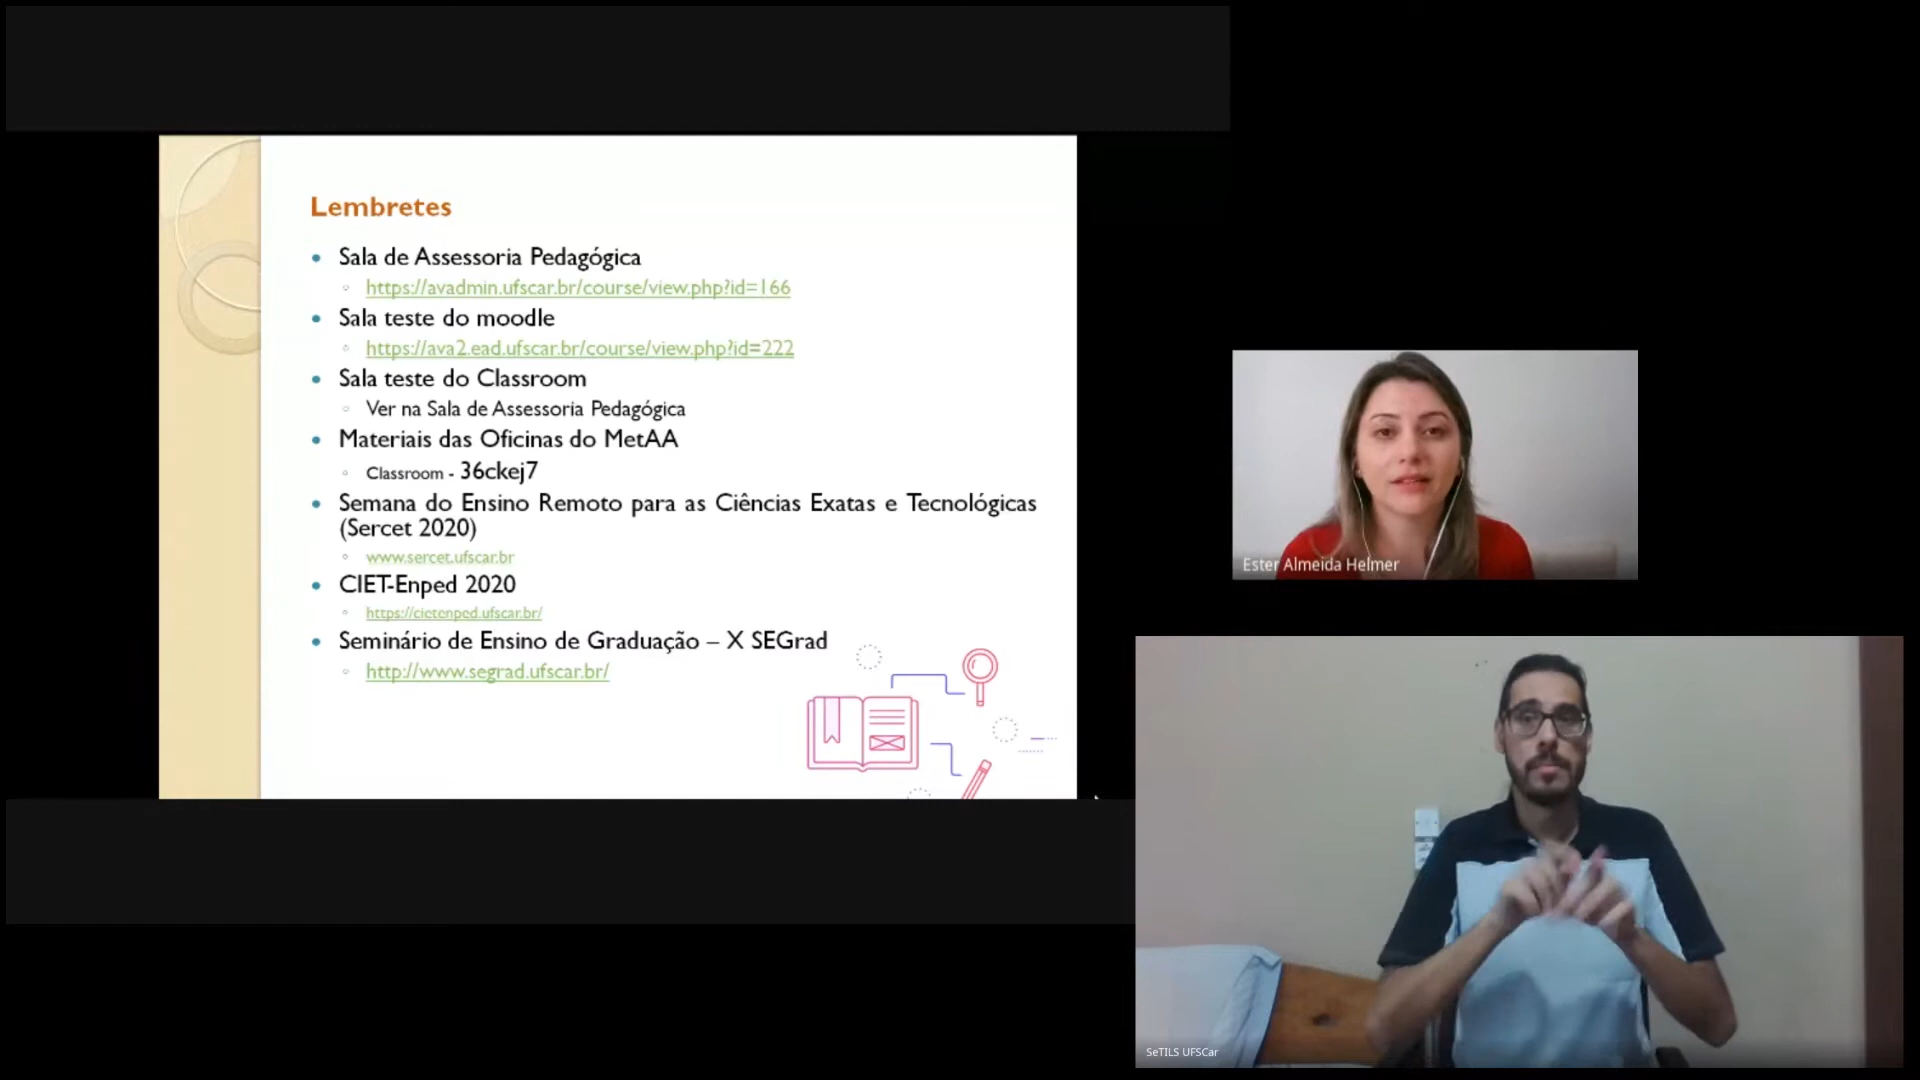 Lembretes
Sala de Assessoria Pedagógica
https://avadmin.ufscar.br/course/view.php?id=166
Sala teste do moodle
https://ava2.ead.ufscar.br/course/view.php?id=222
Sala teste do Classroom
Ver na Sala de Assessoria Pedagógica
Materiais das Oficinas do MetAA
Classroom - 36ckej7
Semana do Ensino Remoto para as Ciências Exatas e Tecnológicas
(Sercet 2020)
www.sercet.ufscar.br
CIET-Enped 2020
https://cietenped.ufscar.br/
Seminário de Ensino de Graduação – X SEGrad
http://www.segrad.ufscar.br/
Ester Almeida Helmer
SeTILS UFSCar